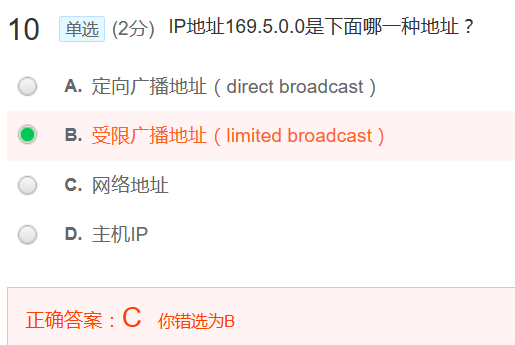 10 单选 (2分) IP地址169.5.0.0是下面哪一种地址？
A. 定向广播地址（direct broadcast）
B. 受限广播地址（limited broadcast）
C. 网络地址
D. 主机IP
正确答案：C 你错选为B